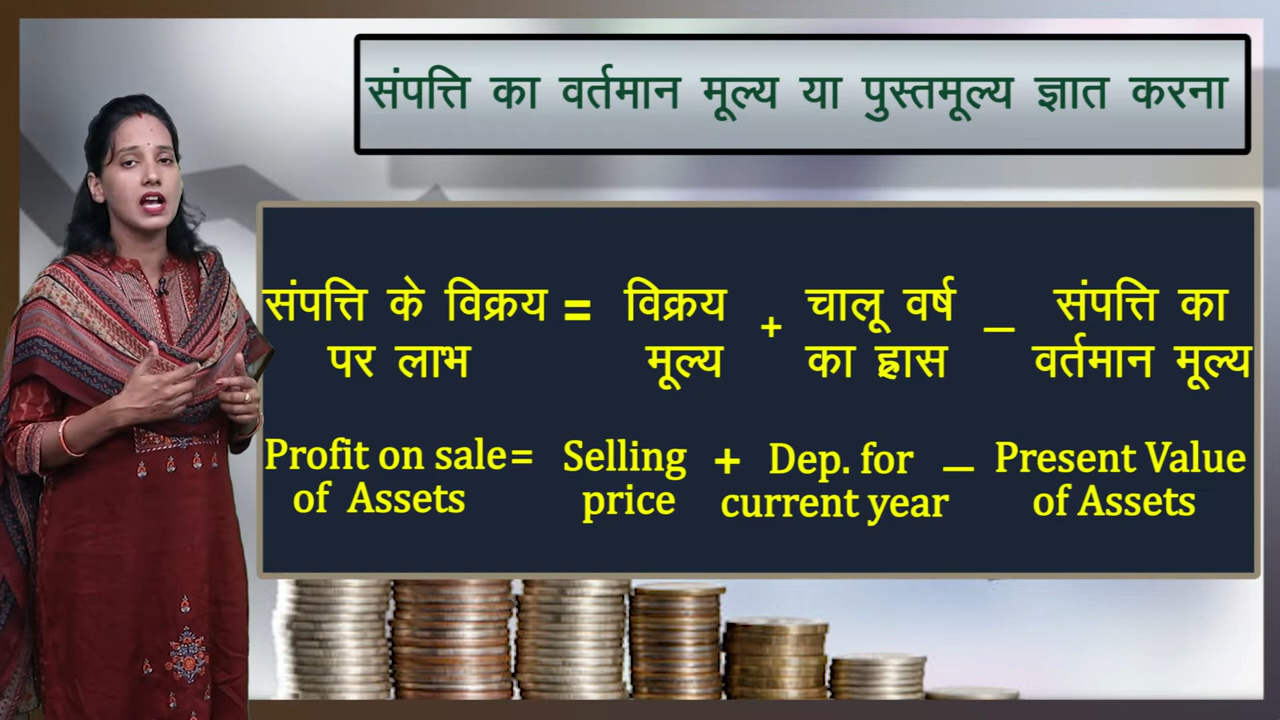 संपत्ति का वर्तमान मूल्य या पुस्तमूल्य ज्ञात करना
संपत्ति के विक्रय = विक्रय + चालू वर्ष – संपत्ति का
पर लाभ मूल्य का ह्रास वर्तमान मूल्य
Profit on sale= Selling + Dep. for – Present Value
of Assets price current year of Assets